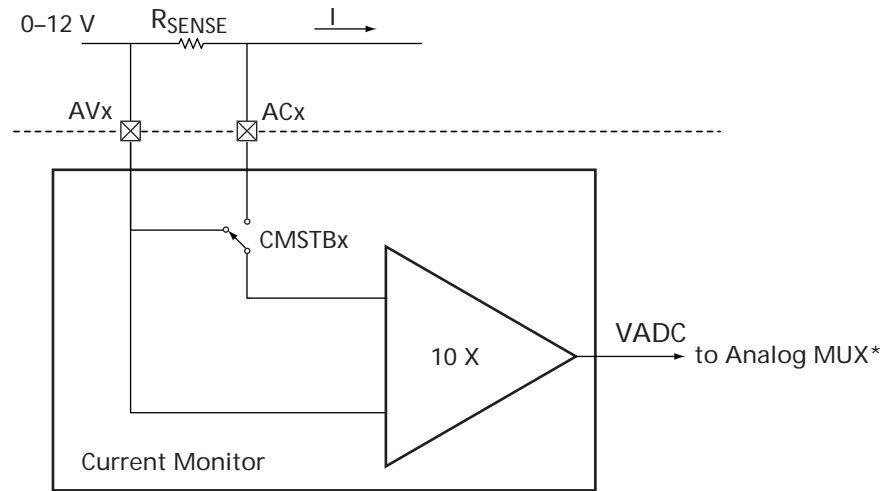 0–12 V
RSENSE
I
AVx
ACx
CMSTBx
VADC
10 X
to Analog MUX*
Current Monitor